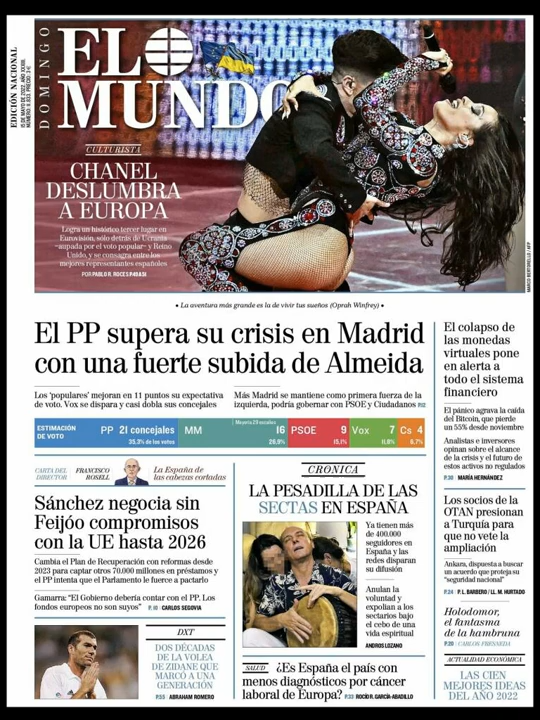 EDICIÓN NACIONAL
DOMINGO
EL MUNDO
CULTURISTA
CHANEL
DESLUMBRA
A EUROPA
Logra un histórico tercer lugar en
Eurovisión, sólo detrás de Ucrania
–aupada por el voto popular– y Reino
Unido, y se consagra entre los
mejores representantes españoles
POR PABLO R. ROCES
MARCO BERTORELLO / AFP
• La aventura más grande es la de vivir tus sueños (Oprah Winfrey) •
El PP supera su crisis en Madrid
con una fuerte subida de Almeida
Los 'populares' mejoran en 11 puntos su expectativa
de voto. Vox se dispara y casi dobla sus concejales
Más Madrid se mantiene como primera fuerza de la
izquierda, podría gobernar con PSOE y Ciudadanos
ESTIMACIÓN
DE VOTO
PP 21 concejales
35,3% de los votos
MM
Mayoría 29 escaños
16
26,9%
PSOE 9
15,1%
Vox 7
11,8%
Cs 4
6,7%
CARTA DEL
DIRECTOR
FRANCISCO
ROSELL
La España de
las cabezas cortadas
Sánchez negocia sin
Feijóo compromisos
con la UE hasta 2026
Cambia el Plan de Recuperación con reformas desde
2023 para captar otros 70.000 millones en préstamos y
el PP intenta que el Parlamento le fuerce a pactarlo
Gamarra: "El Gobierno debería contar con el PP. Los
fondos europeos no son suyos" CARLOS SEGOVIA
DXT
DOS DÉCADAS
DE LA VOLEA
DE ZIDANE QUE
MARCÓ A UNA
GENERACIÓN
ABRAHAM ROMERO
CRÓNICA
LA PESADILLA DE LAS
SECTAS EN ESPAÑA
Ya tienen más
de 400.000
seguidores en
España y las
redes disparan
su difusión
Anulan la
voluntad y
expolian a los
sectarios bajo
el cebo de una
vida espiritual
ANDROS LOZANO
SALUD
¿Es España el país con
menos diagnósticos por cáncer
laboral de Europa? ROCÍO R. GARCÍA-ABADILLO
El colapso de
las monedas
virtuales pone
en alerta a
todo el sistema
financiero
El pánico agrava la caída
del Bitcoin, que pierde
un 55% desde noviembre
Analistas e inversores
opinan sobre el alcance
de la crisis y el futuro de
estos activos no regulados
P.30 MARÍA HERNÁNDEZ
Los socios de la
OTAN presionan
a Turquía para
que no vete la
ampliación
Ankara, dispuesta a buscar
un acuerdo que proteja su
"seguridad nacional"
P.24 P. L. BARBERO / LL. M. HURTADO
Holodomor,
el fantasma
de la hambruna
CARLOS FRESNEDA
ACTUALIDAD ECONÓMICA
LAS CIEN
MEJORES IDEAS
DEL AÑO 2022